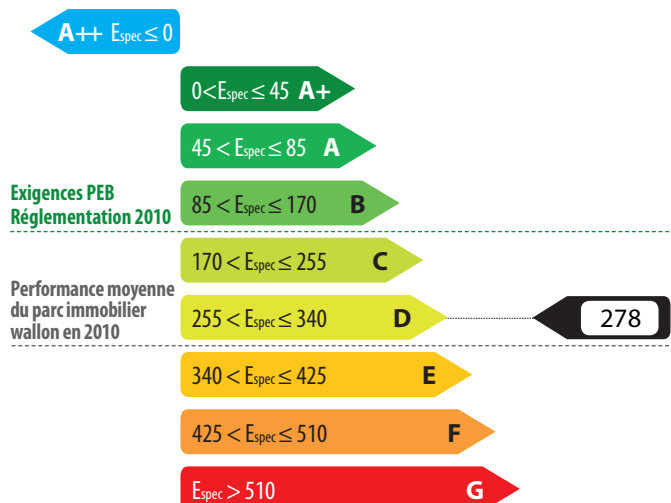 A++ Espec ≤ 0
0<Espec ≤ 45 A+
45 < Espec ≤ 85 A
Exigences PEB
Réglementation 2010
85 < Espec ≤ 170 B
170 < Espec ≤ 255 C
Performance moyenne
du parc immobilier
wallon en 2010
255 < Espec ≤ 340 D
278
340 < Espec ≤ 425 E
425 < Espec ≤ 510 F
Espec > 510 G